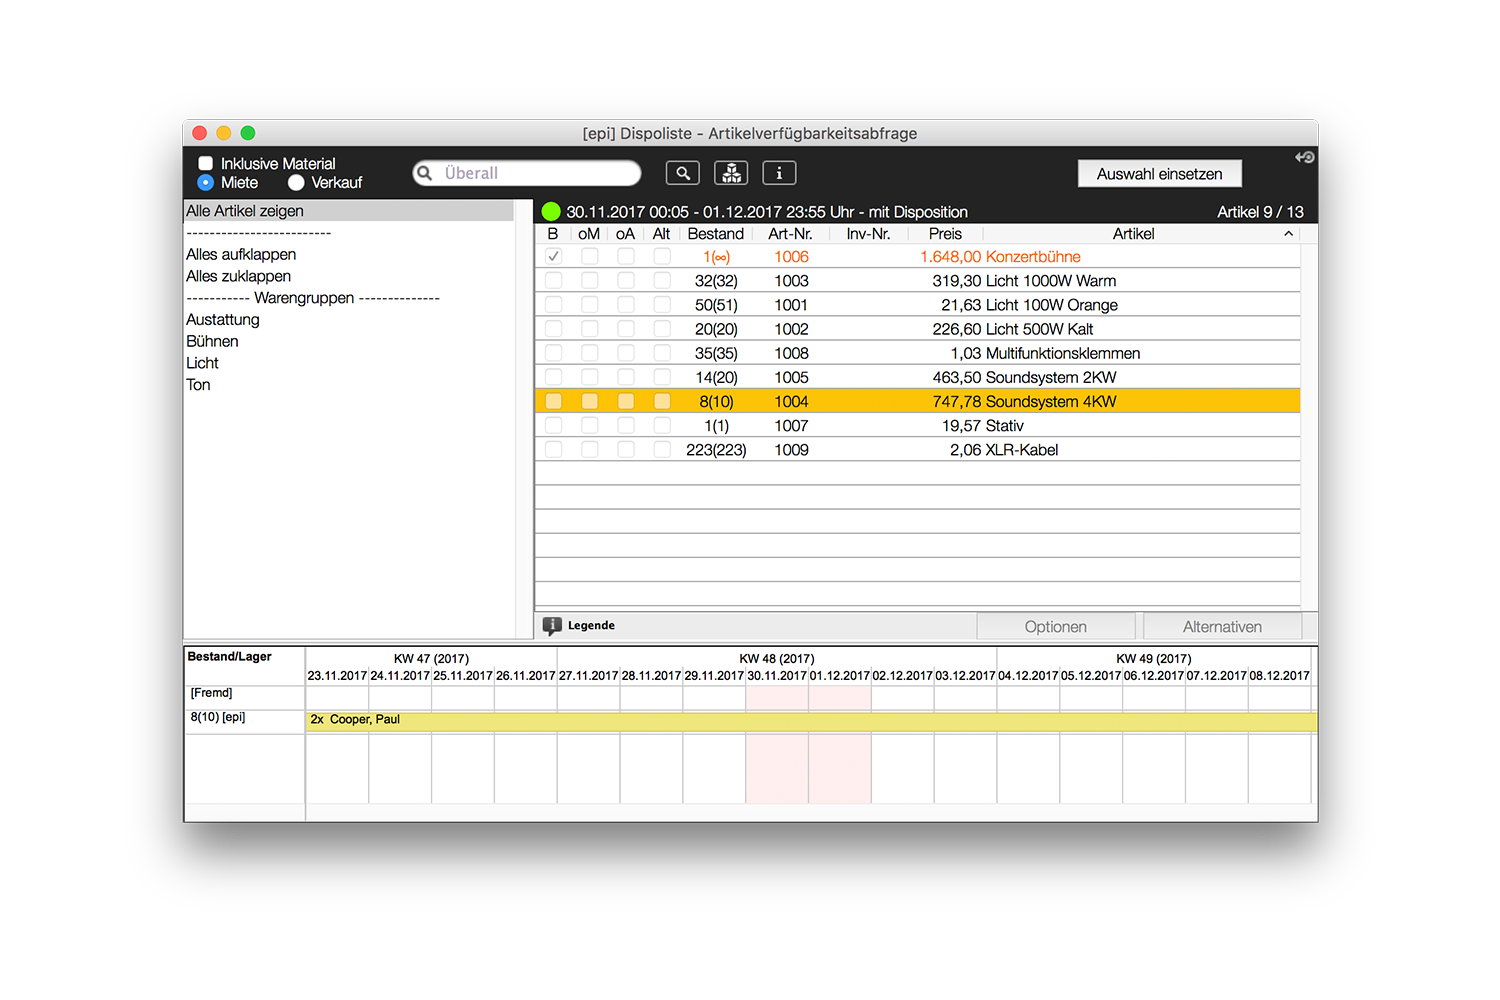 [epi] Dispoliste - Artikelverfügbarkeitsabfrage
Inklusive Material
Miete Verkauf
Überall
Auswahl einsetzen
Alle Artikel zeigen
-------------------------
Alles aufklappen
Alles zuklappen
----------- Warengruppen --------------
Austattung
Bühnen
Licht
Ton
30.11.2017 00:05 - 01.12.2017 23:55 Uhr - mit Disposition Artikel 9 / 13
B oM oA Alt Bestand Art-Nr. Inv-Nr. Preis Artikel
1(∞) 1006 1.648,00 Konzertbühne
32(32) 1003 319,30 Licht 1000W Warm
50(51) 1001 21,63 Licht 100W Orange
20(20) 1002 226,60 Licht 500W Kalt
35(35) 1008 1,03 Multifunktionsklemmen
14(20) 1005 463,50 Soundsystem 2KW
8(10) 1004 747,78 Soundsystem 4KW
1(1) 1007 19,57 Stativ
223(223) 1009 2,06 XLR-Kabel
Legende
Optionen
Alternativen
Bestand/Lager KW 47 (2017) KW 48 (2017) KW 49 (2017)
23.11.2017 24.11.2017 25.11.2017 26.11.2017 27.11.2017 28.11.2017 29.11.2017 30.11.2017 01.12.2017 02.12.2017 03.12.2017 04.12.2017 05.12.2017 06.12.2017 07.12.2017 08.12.2017
[Fremd]
8(10) [epi] 2x Cooper, Paul